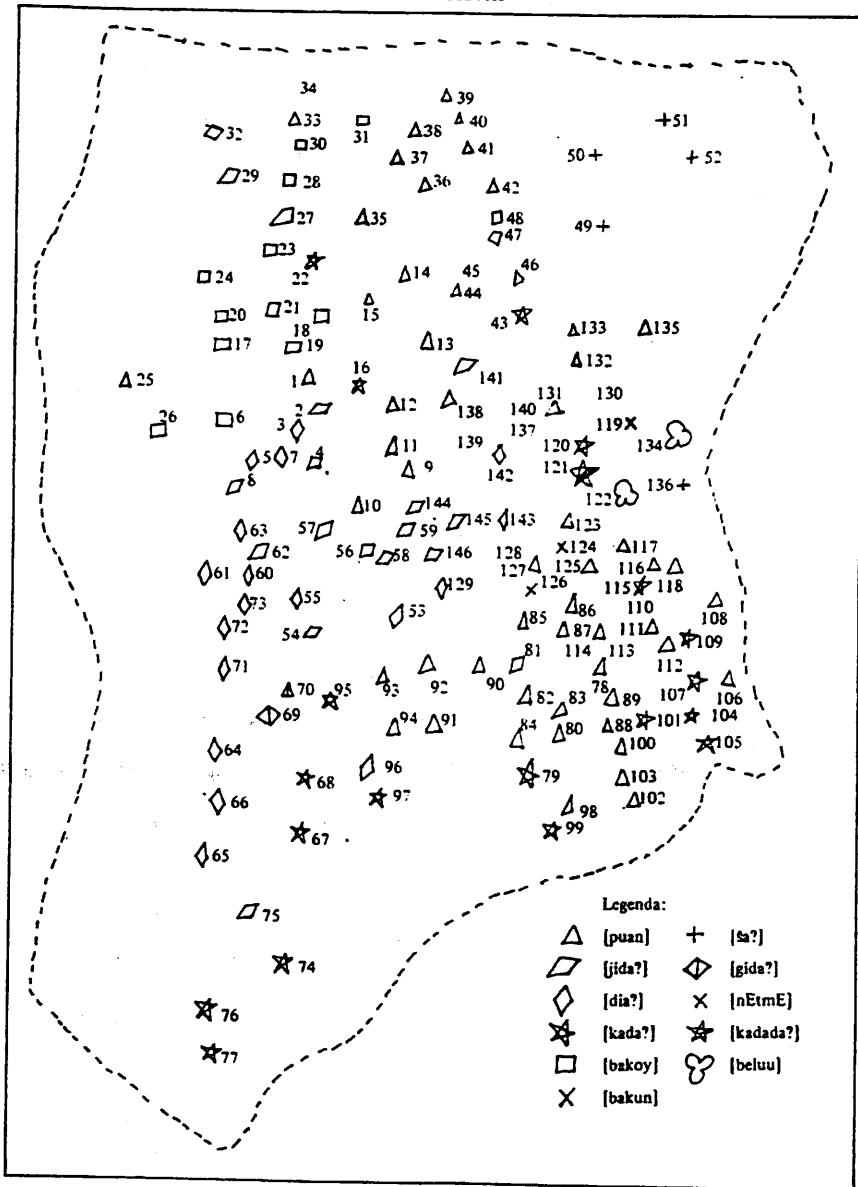 34 39
33 31 38 40 51
32 30 41
37 50 52
29 28 36 42
27 35 48 49
23 47
24 22 14 45 46
21 15 44
20 18 43
17 19 13 133 135
132
25 1 16 141
2 12 138 140 131 130
26 6 3 137 119 134
11 139 120
5 7 4 9 142 121
8 122 136
10 144
63 57 59 145 143 123
62 56 58 146 128 124 117
61 60 127 125 116 118
73 55 129 126 115
53 85 86 110 108
72 54 87 111 109
81 114 113 112
71 93 92 90 78 107 106
70 95 82 83 89
69 94 91 84 80 88 101 104
64 100 105
96 79 103
68 97
66 98 102
67 99
65
75
Legenda:
[puan] [ša?]
74 [jida?] [gida?]
76 [dia?] [nEtmE]
77 [kada?] [kadada?]
[bakoy] [beluu]
[bakun]